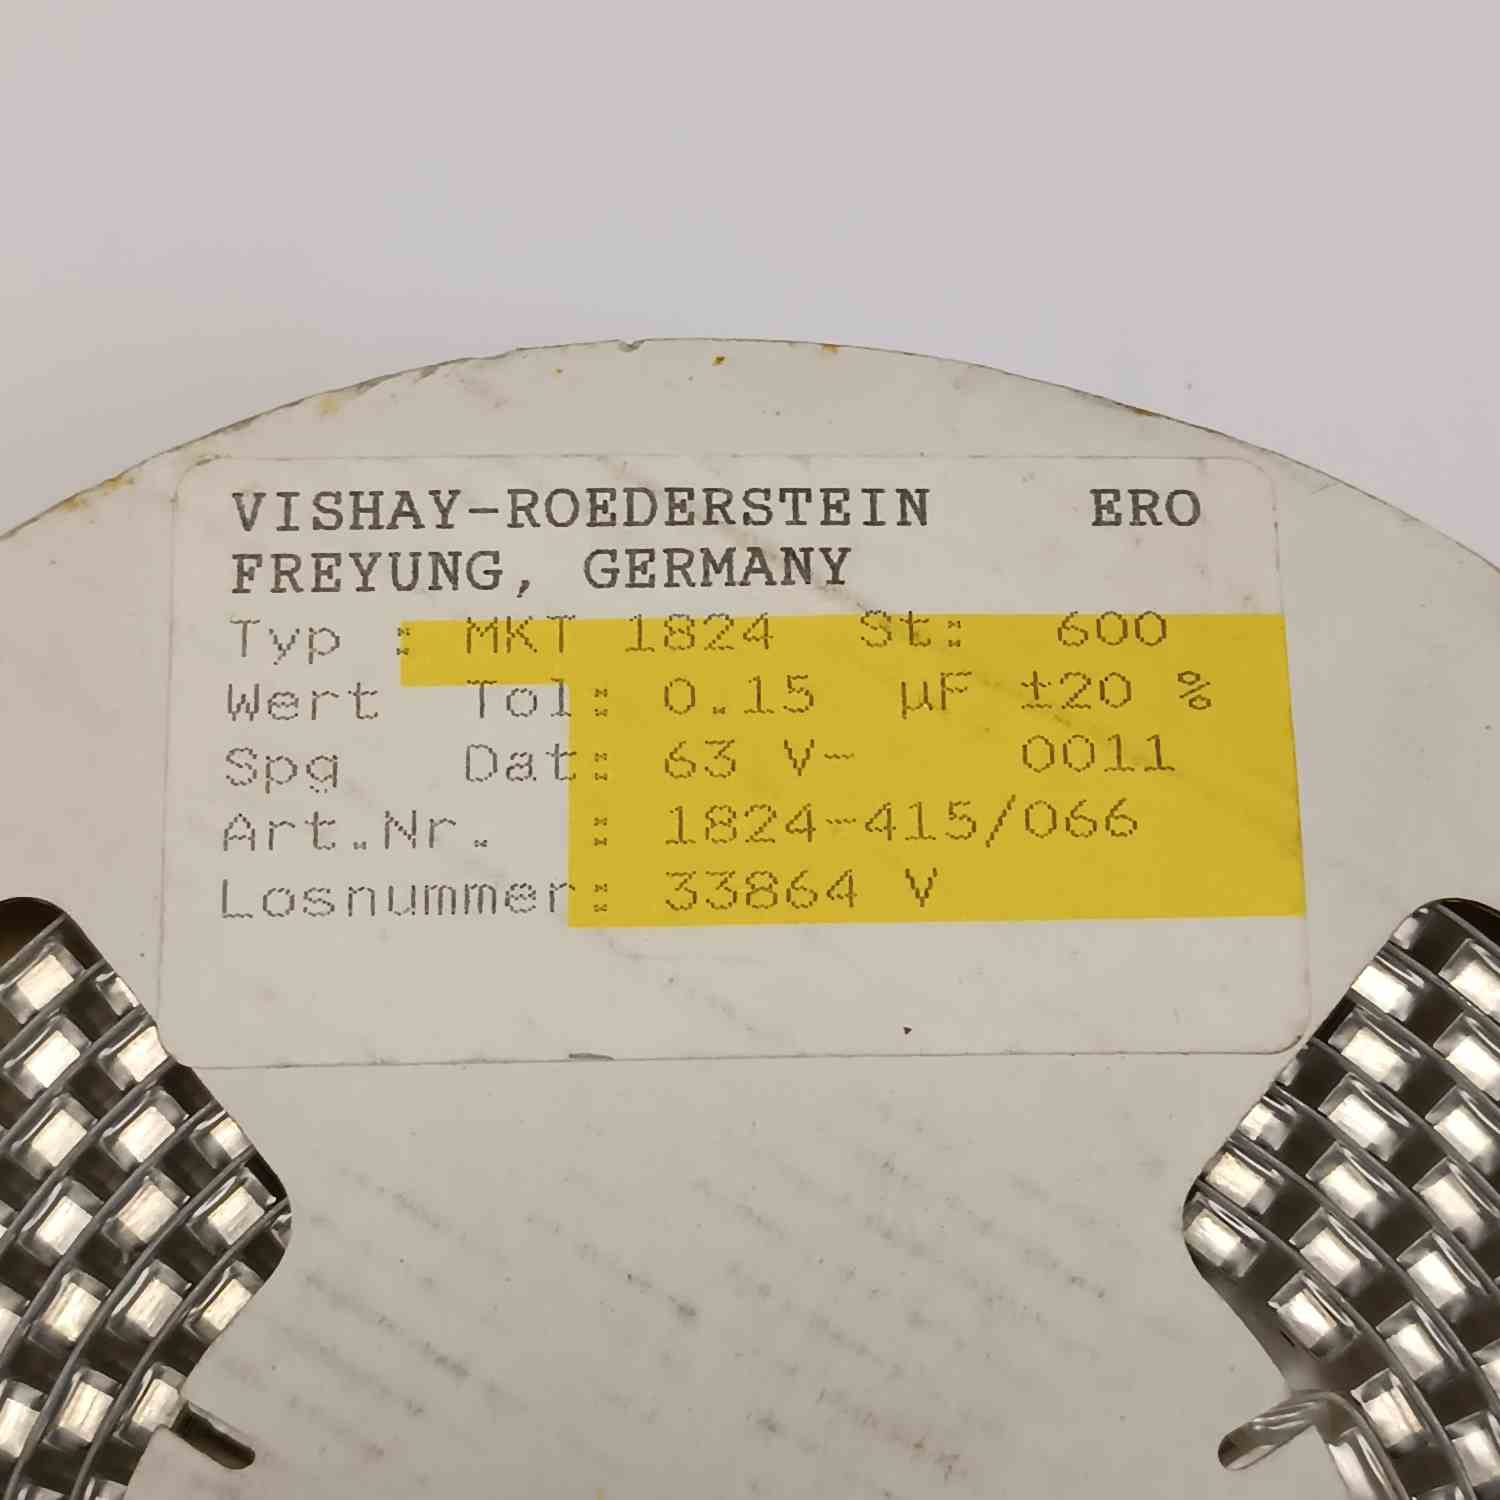 VISHAY-ROEDERSTEIN ERO
FREYUNG, GERMANY
Typ : MKT 1824 St: 600
Wert Tol: 0.15 µF ±20 %
Spg Dat: 63 V- 0011
Art.Nr. : 1824-415/066
Losnummer: 33864 V